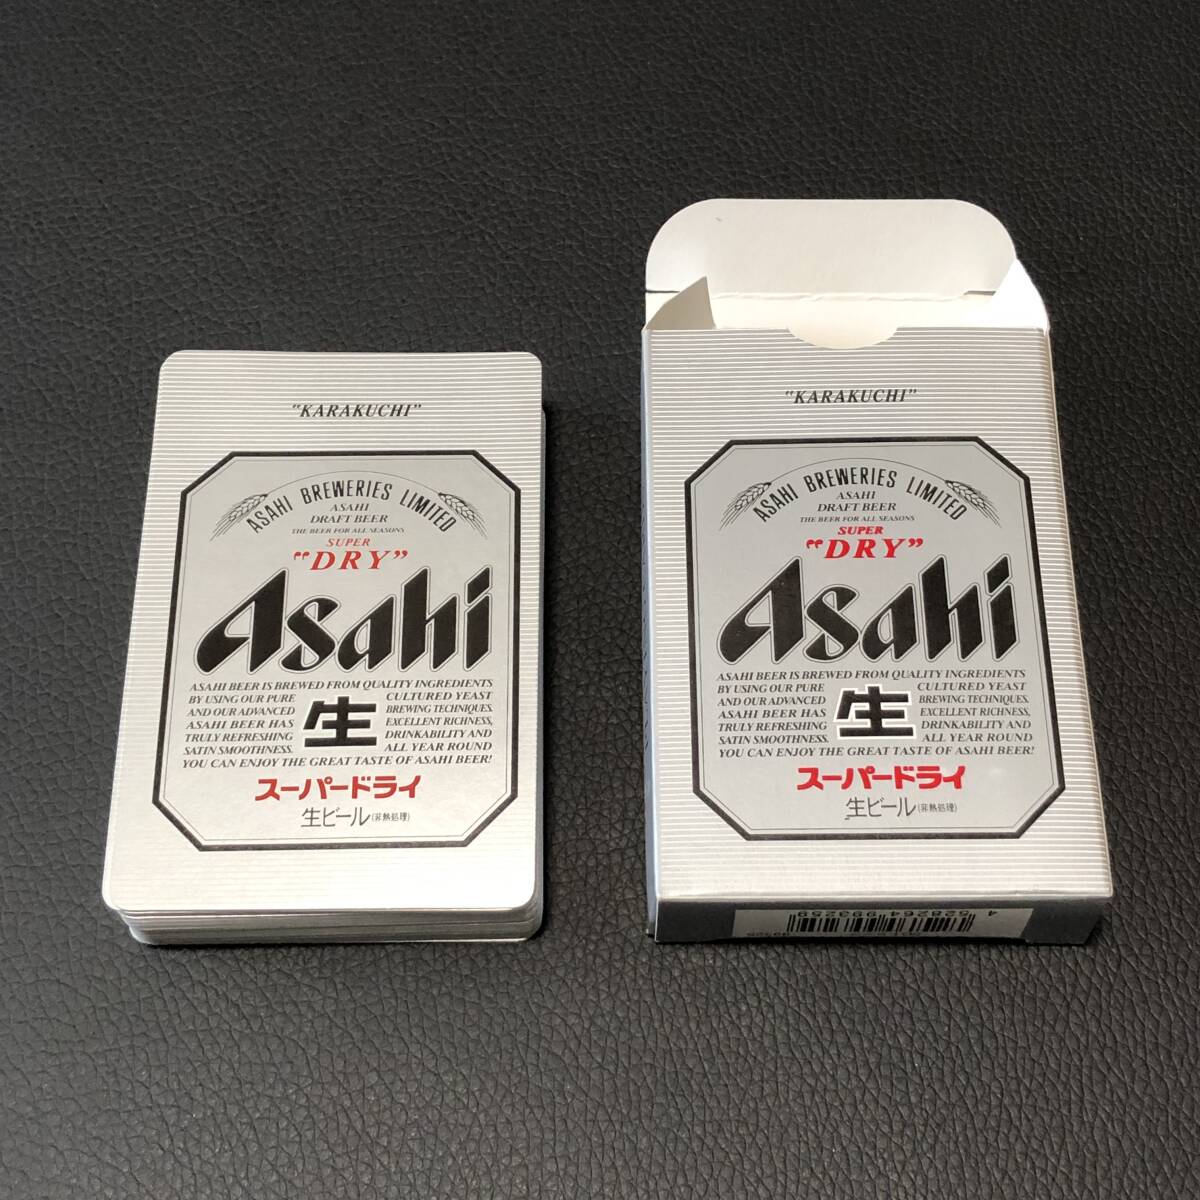 "KARAKUCHI"
ASAHI BREWERIES LIMITED
ASAHI
DRAFT BEER
THE BEER FOR ALL SEASONS
SUPER
"DRY"
Asahi
ASAHI BEER IS BREWED FROM QUALITY INGREDIENTS
BY USING OUR PURE CULTURED YEAST
AND OUR ADVANCED BREWING TECHNIQUES.
ASAHI BEER HAS EXCELLENT RICHNESS,
TRULY REFRESHING DRINKABILITY AND
SATIN SMOOTHNESS. ALL YEAR ROUND
YOU CAN ENJOY THE GREAT TASTE OF ASAHI BEER!
生
スーパードライ
生ビール(非熱処理)
"KARAKUCHI"
ASAHI BREWERIES LIMITED
ASAHI
DRAFT BEER
THE BEER FOR ALL SEASONS
SUPER
"DRY"
Asahi
ASAHI BEER IS BREWED FROM QUALITY INGREDIENTS
BY USING OUR PURE CULTURED YEAST
AND OUR ADVANCED BREWING TECHNIQUES.
ASAHI BEER HAS EXCELLENT RICHNESS,
TRULY REFRESHING DRINKABILITY AND
SATIN SMOOTHNESS. ALL YEAR ROUND
YOU CAN ENJOY THE GREAT TASTE OF ASAHI BEER!
生
スーパードライ
生ビール(非熱処理)
4 528264 993259